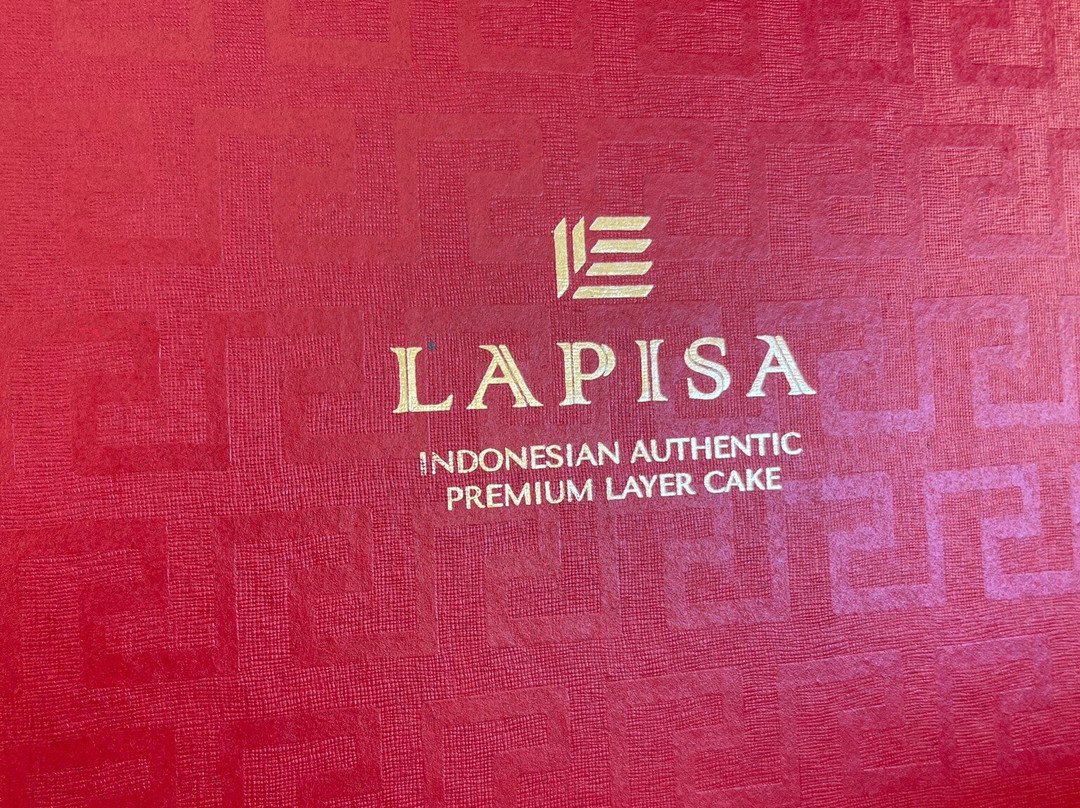 LAPISA
INDONESIAN AUTHENTIC
PREMIUM LAYER CAKE